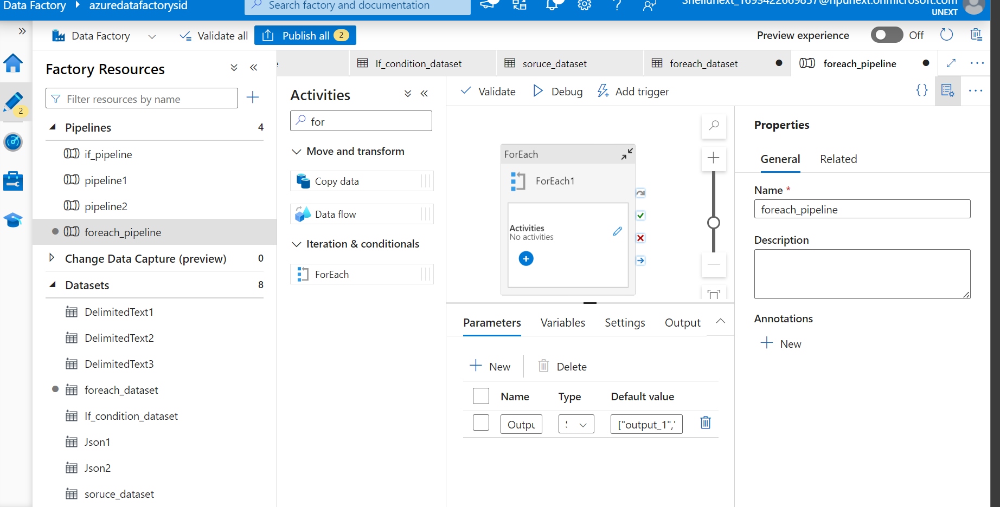 Data Factory azuredatafactorysid
Search factory and documentation
UNEXT
Data Factory
Validate all
Publish all 2
Preview experience
Off
2
Factory Resources
Filter resources by name
Pipelines 4
if_pipeline
pipeline1
pipeline2
foreach_pipeline
Change Data Capture (preview) 0
Datasets 8
DelimitedText1
DelimitedText2
DelimitedText3
foreach_dataset
If_condition_dataset
Json1
Json2
soruce_dataset
If_condition_dataset
soruce_dataset
foreach_dataset
foreach_pipeline
Activities
for
Move and transform
Copy data
Data flow
Iteration & conditionals
ForEach
Validate
Debug
Add trigger
{}
ForEach
ForEach1
Activities
No activities
Parameters
Variables
Settings
Output
New
Delete
Name Type Default value
Outpu ["output_1","
Properties
General
Related
Name *
foreach_pipeline
Description
Annotations
New